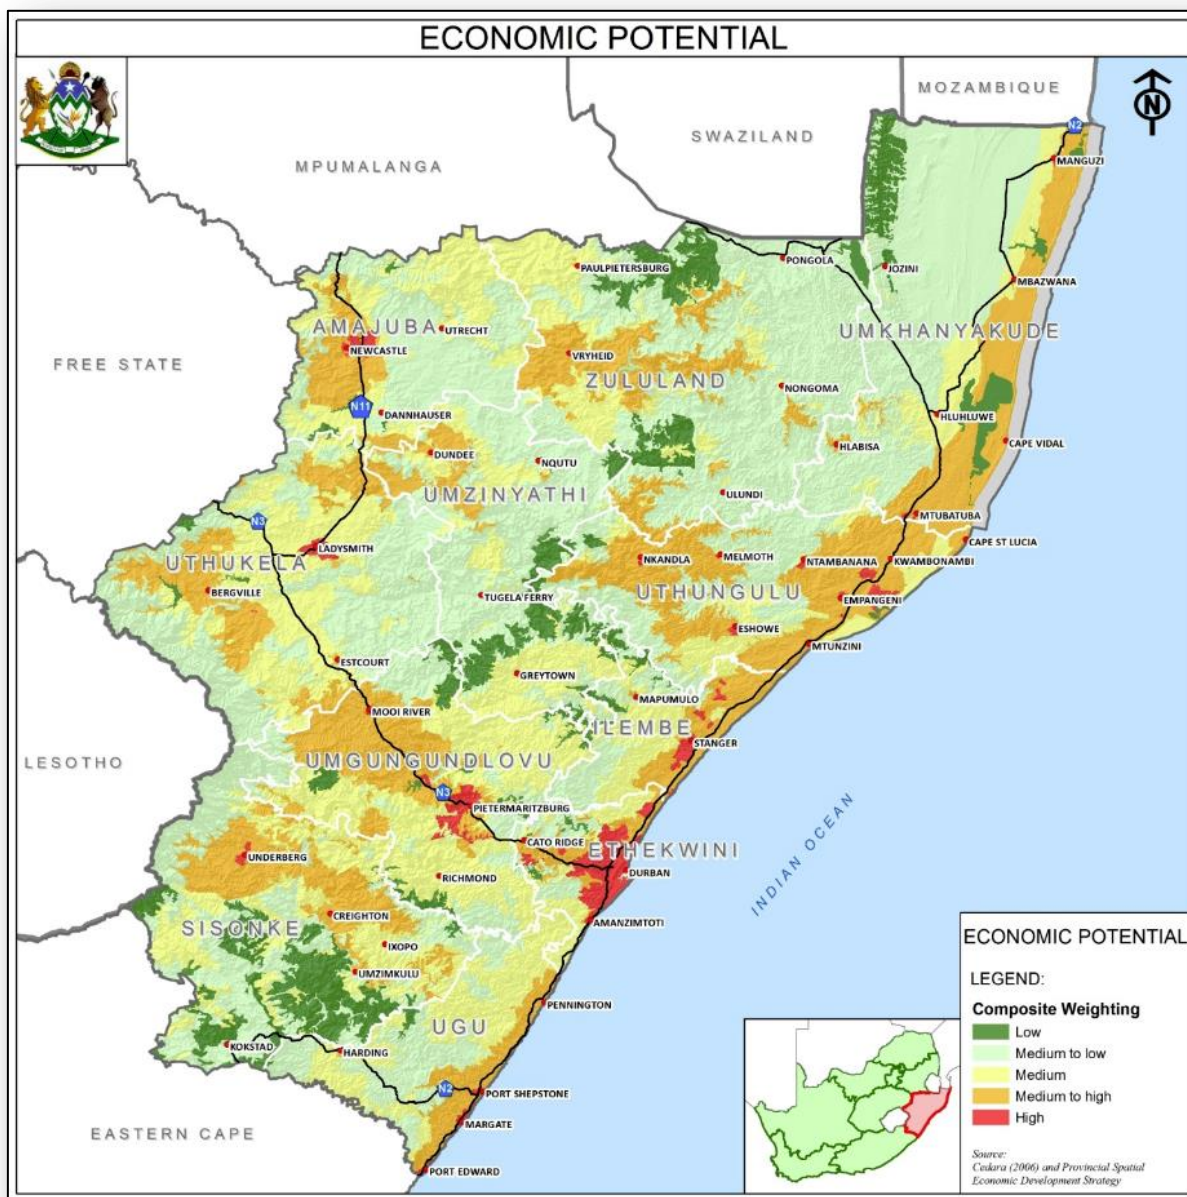 ECONOMIC POTENTIAL
MOZAMBIQUE
N
SWAZILAND
N2
MPUMALANGA
MANGUZI
PONGOLA
PAULPIETERSBURG
JOZINI
MBAZWANA
AMAJUBA
UTRECHT
UMKHANYAKUDE
NEWCASTLE
VRYHEID
FREE STATE
ZULULAND
NONGOMA
N11
DANNHAUSER
HLUHLUWE
CAPE VIDAL
HLABISA
DUNDEE
NQUTU
UMZINYATHI
ULUNDI
MTUBATUBA
N3
CAPE ST LUCIA
LADYSMITH
UTHUKELA
NKANDLA
MELMOTH
NTAMBANANA
KWAMBONAMBI
BERGVILLE
TUGELA FERRY
UTHUNGULU
EMPANGENI
ESHOWE
MTUNZINI
ESTCOURT
GREYTOWN
MAPUMULO
MOOI RIVER
ILEMBE
STANGER
LESOTHO
UMGUNGUNDLOVU
N3
PIETERMARITZBURG
CATO RIDGE
ETHEKWINI
UNDERBERG
DURBAN
RICHMOND
INDIAN OCEAN
CREIGHTON
AMANZIMTOTI
SISONKE
IXOPO
UMZIMKULU
PENNINGTON
UGU
KOKSTAD
HARDING
N2
PORT SHEPSTONE
MARGATE
EASTERN CAPE
PORT EDWARD
ECONOMIC POTENTIAL
LEGEND:
Composite Weighting
Low
Medium to low
Medium
Medium to high
High
Source:
Cedara (2006) and Provincial Spatial
Economic Development Strategy